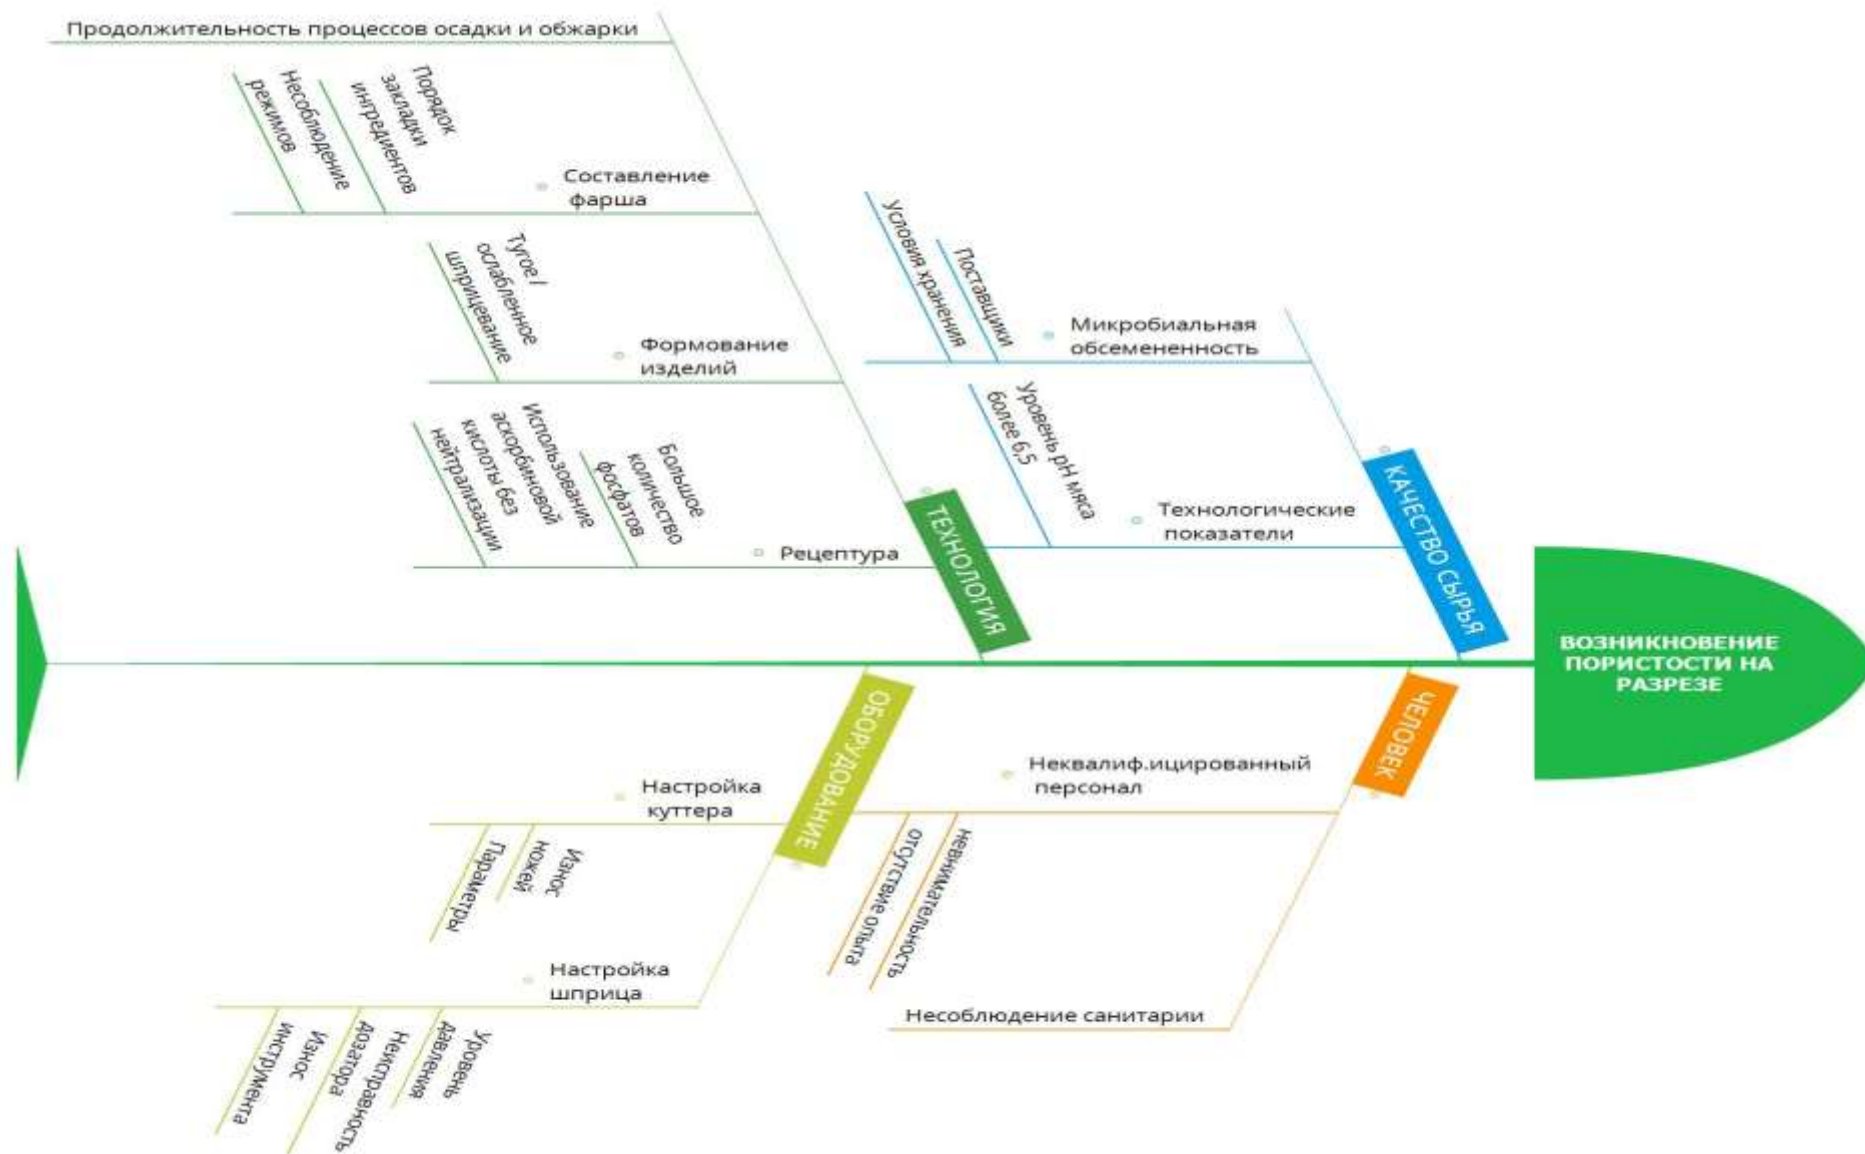 Продолжительность процессов осадки и обжарки
Порядок
закладки
ингредиентов
Несоблюдение
режимов
Составление
фарша
Тугое /
ослабленное
шприцевание
Формование
изделий
Большое
количество
фосфатов
Использование
аскорбиновой
кислоты без
нейтрализации
Рецептура
ТЕХНОЛОГИЯ
Условия хранения
Поставщики
Микробиальная
обсемененность
Уровень pH мяса
более 6,5
Технологические
показатели
КАЧЕСТВО СЫРЬЯ
ВОЗНИКНОВЕНИЕ
ПОРИСТОСТИ НА
РАЗРЕЗЕ
ОБОРУДОВАНИЕ
Настройка
куттера
Износ
ножей
Параметры
Настройка
шприца
Уровень
давления
Неисправность
дозатора
Износ
инструмента
ЧЕЛОВЕК
Неквалиф.ицированный
персонал
невнимательность
отсутствие опыта
Несоблюдение санитарии